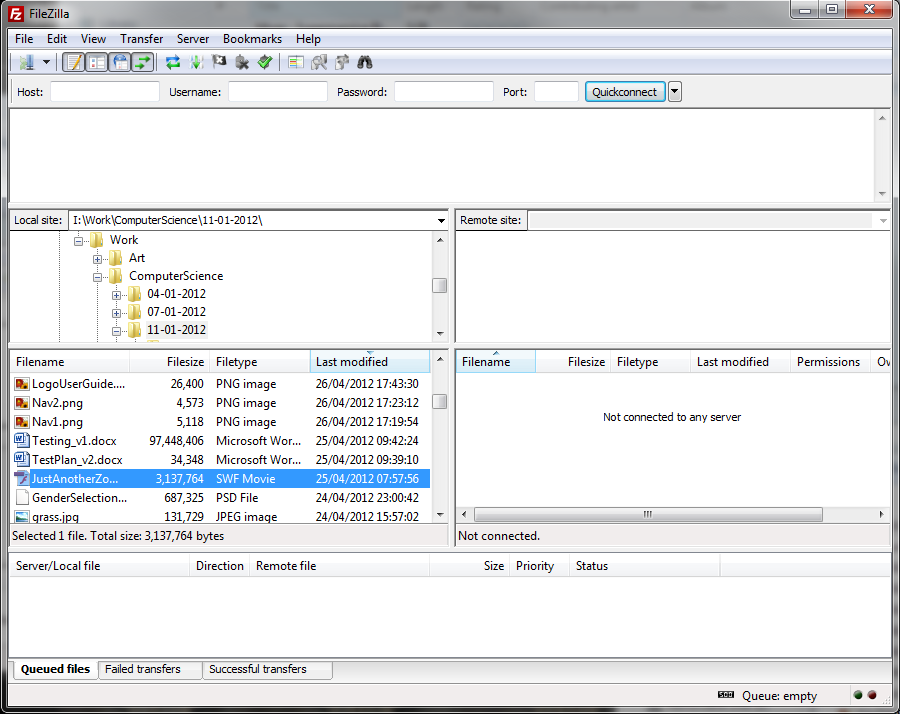 FileZilla
File Edit View Transfer Server Bookmarks Help
Host: Username: Password: Port: Quickconnect
Local site: I:\Work\ComputerScience\11-01-2012\
Remote site:
Work
Art
ComputerScience
04-01-2012
07-01-2012
11-01-2012
Filename Filesize Filetype Last modified
LogoUserGuide.... 26,400 PNG image 26/04/2012 17:43:30
Nav2.png 4,573 PNG image 26/04/2012 17:23:12
Nav1.png 5,118 PNG image 26/04/2012 17:19:54
Testing_v1.docx 97,448,406 Microsoft Wor... 25/04/2012 09:42:24
TestPlan_v2.docx 34,348 Microsoft Wor... 25/04/2012 09:39:10
JustAnotherZo... 3,137,764 SWF Movie 25/04/2012 07:57:56
GenderSelection... 687,325 PSD File 24/04/2012 23:00:42
grass.jpg 131,729 JPEG image 24/04/2012 15:57:02
Selected 1 file. Total size: 3,137,764 bytes
Filename Filesize Filetype Last modified Permissions Ow
Not connected to any server
Not connected.
Server/Local file Direction Remote file Size Priority Status
Queued files Failed transfers Successful transfers
Queue: empty